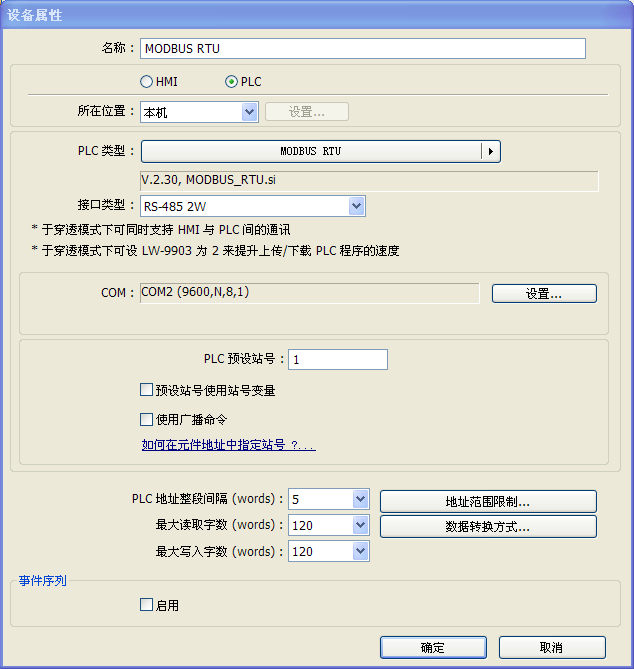 设备属性
名称： MODBUS RTU
HMI PLC
所在位置： 本机 设置...
PLC 类型： MODBUS RTU
V.2.30, MODBUS_RTU.si
接口类型： RS-485 2W
* 于穿透模式下可同时支持 HMI 与 PLC 间的通讯
* 于穿透模式下可设 LW-9903 为 2 来提升上传/下载 PLC 程序的速度
COM： COM2 (9600,N,8,1) 设置...
PLC 预设站号： 1
预设站号使用站号变量
使用广播命令
如何在元件地址中指定站号 ?...
PLC 地址整段间隔 (words)： 5 地址范围限制...
最大读取字数 (words)： 120 数据转换方式...
最大写入字数 (words)： 120
事件序列
启用
确定 取消